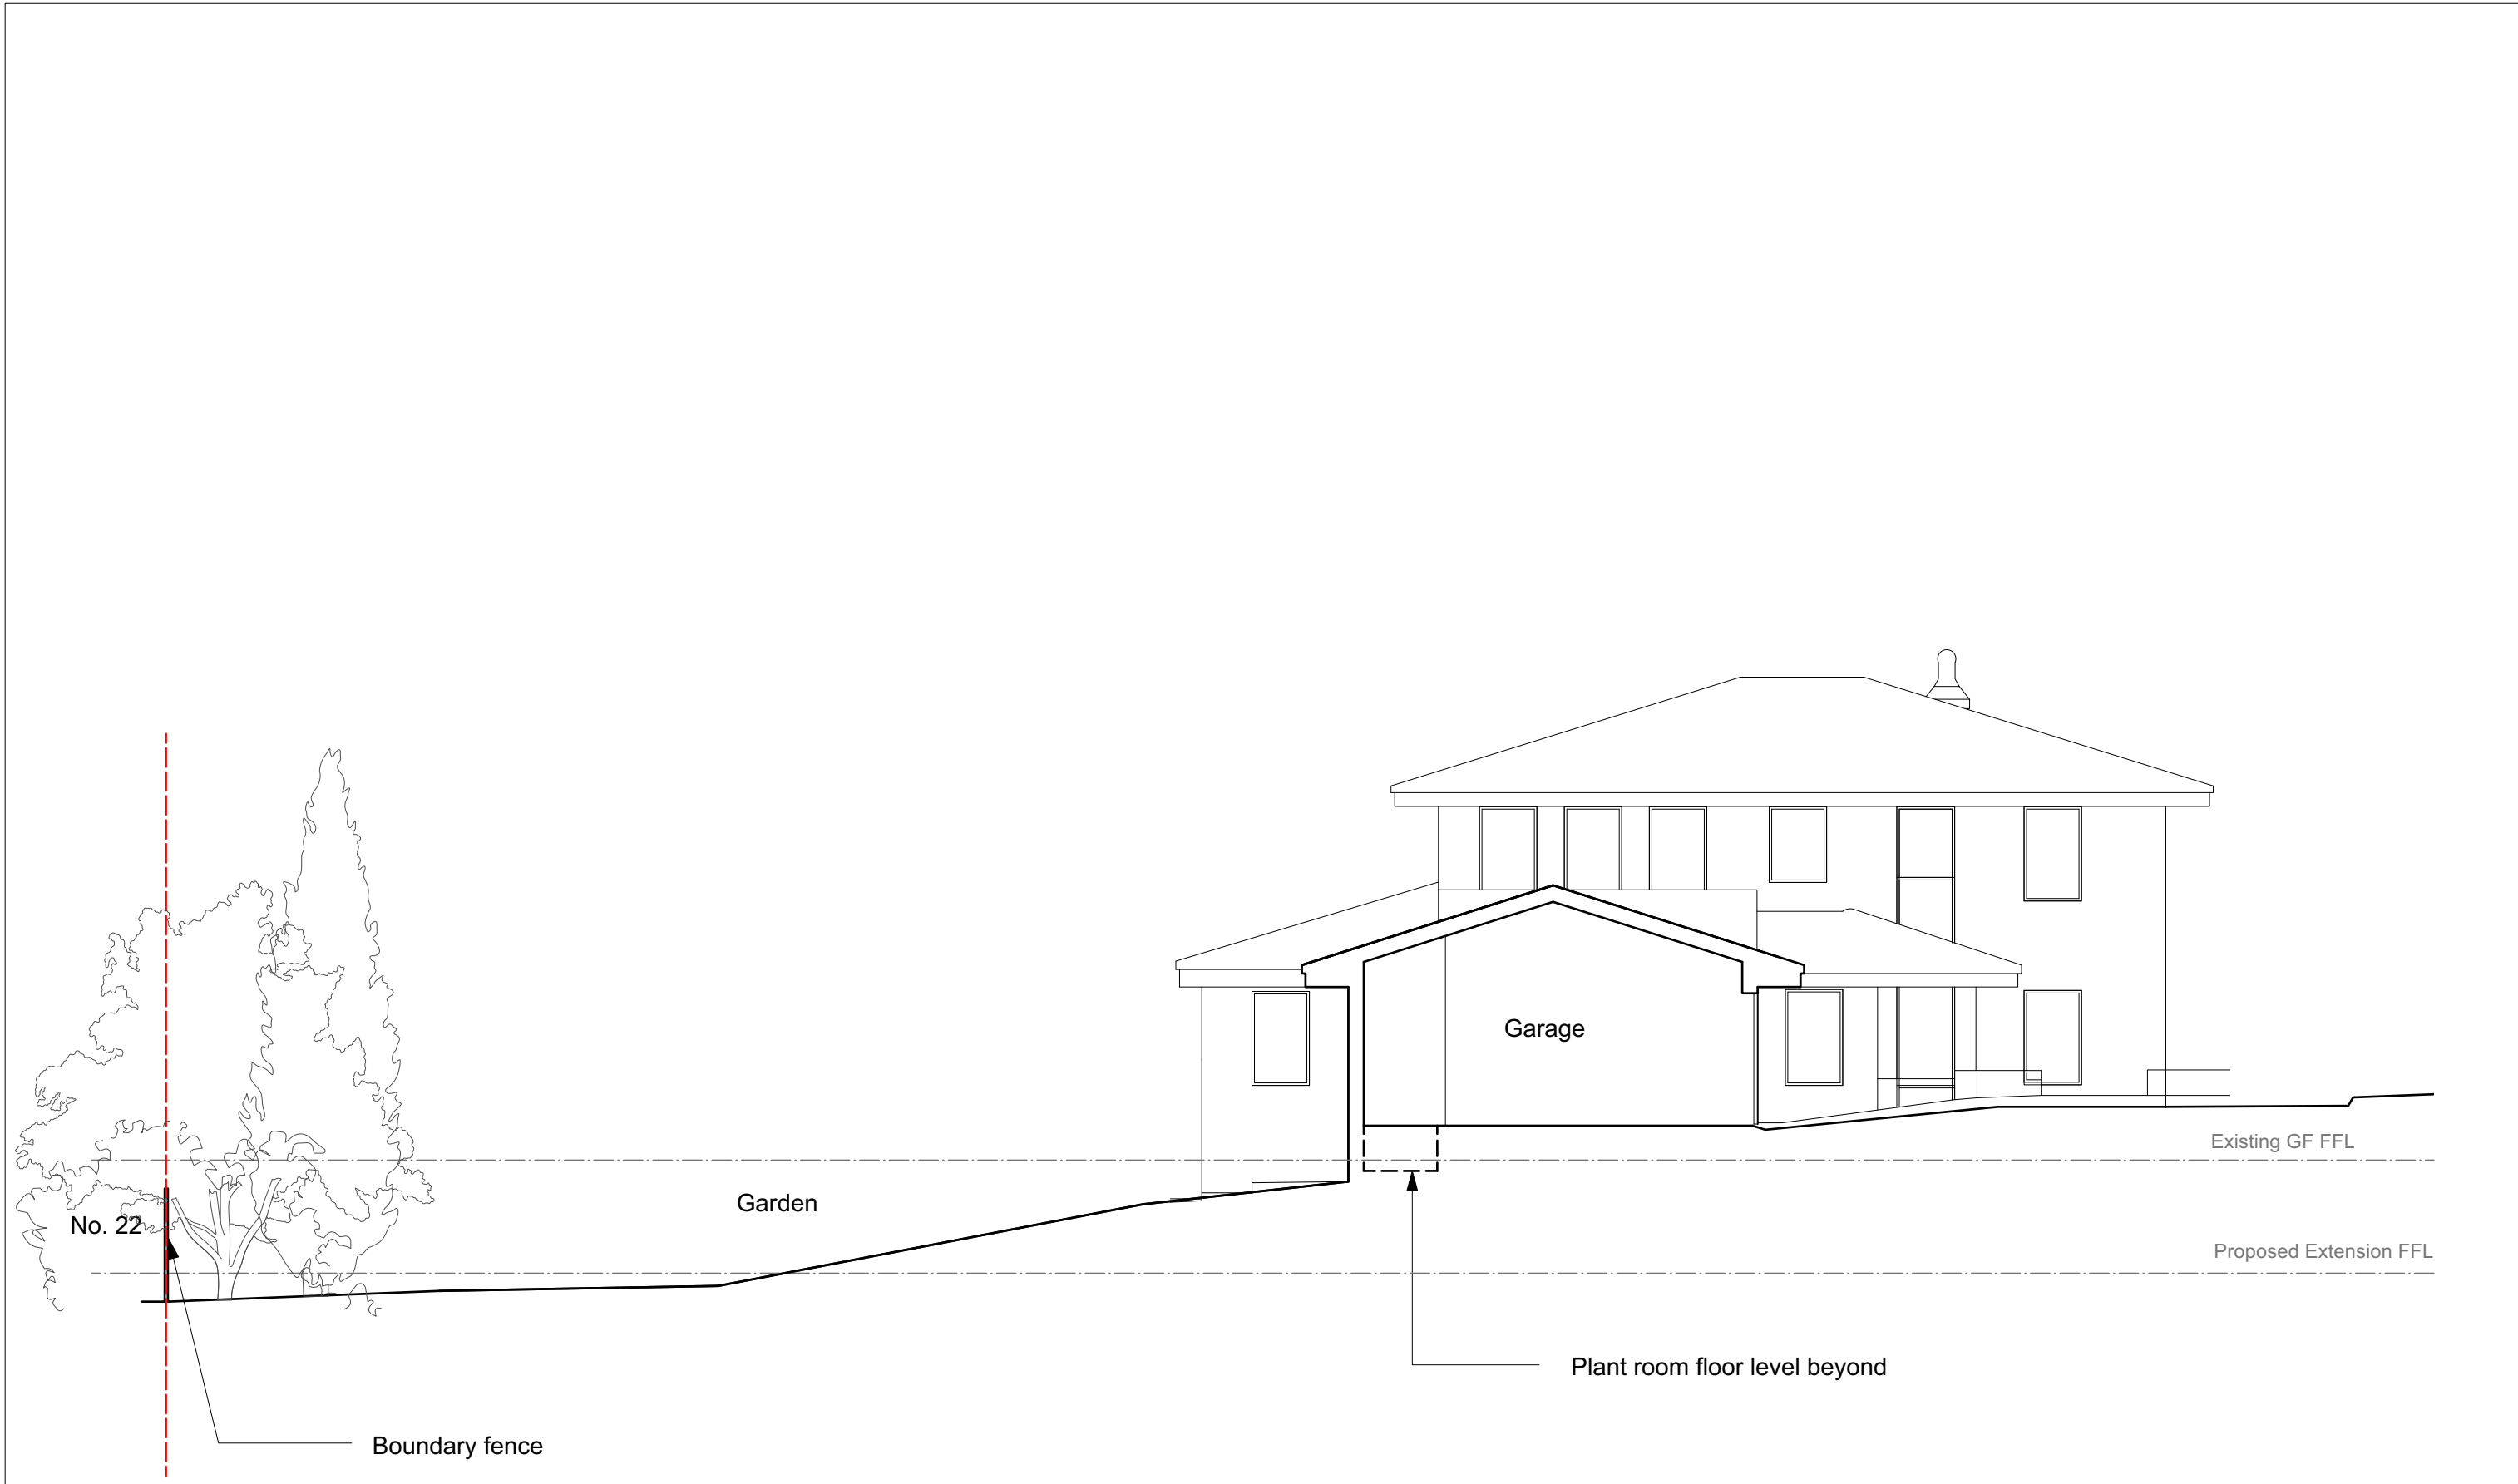 Garage
Existing GF FFL
Garden
No. 22
Proposed Extension FFL
Plant room floor level beyond
Boundary fence